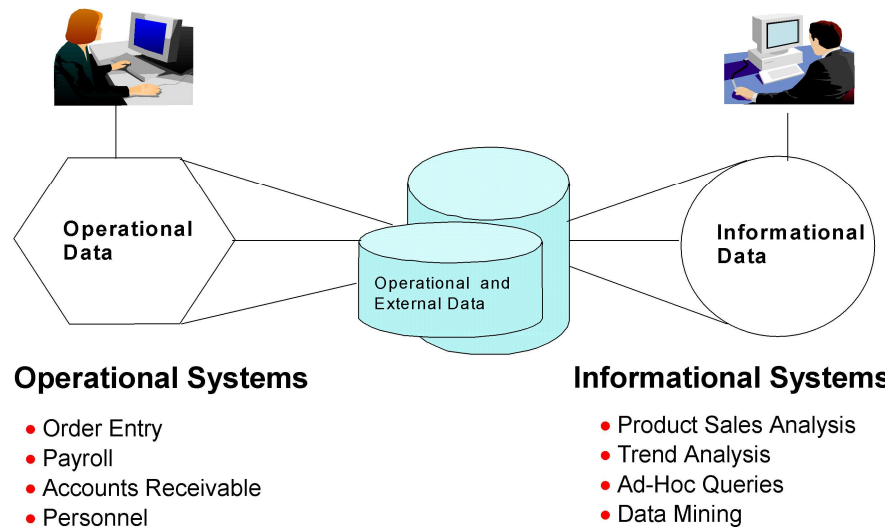 Operational
Data
Operational and
External Data
Informational
Data
Operational Systems
• Order Entry
• Payroll
• Accounts Receivable
• Personnel
Informational Systems
• Product Sales Analysis
• Trend Analysis
• Ad-Hoc Queries
• Data Mining